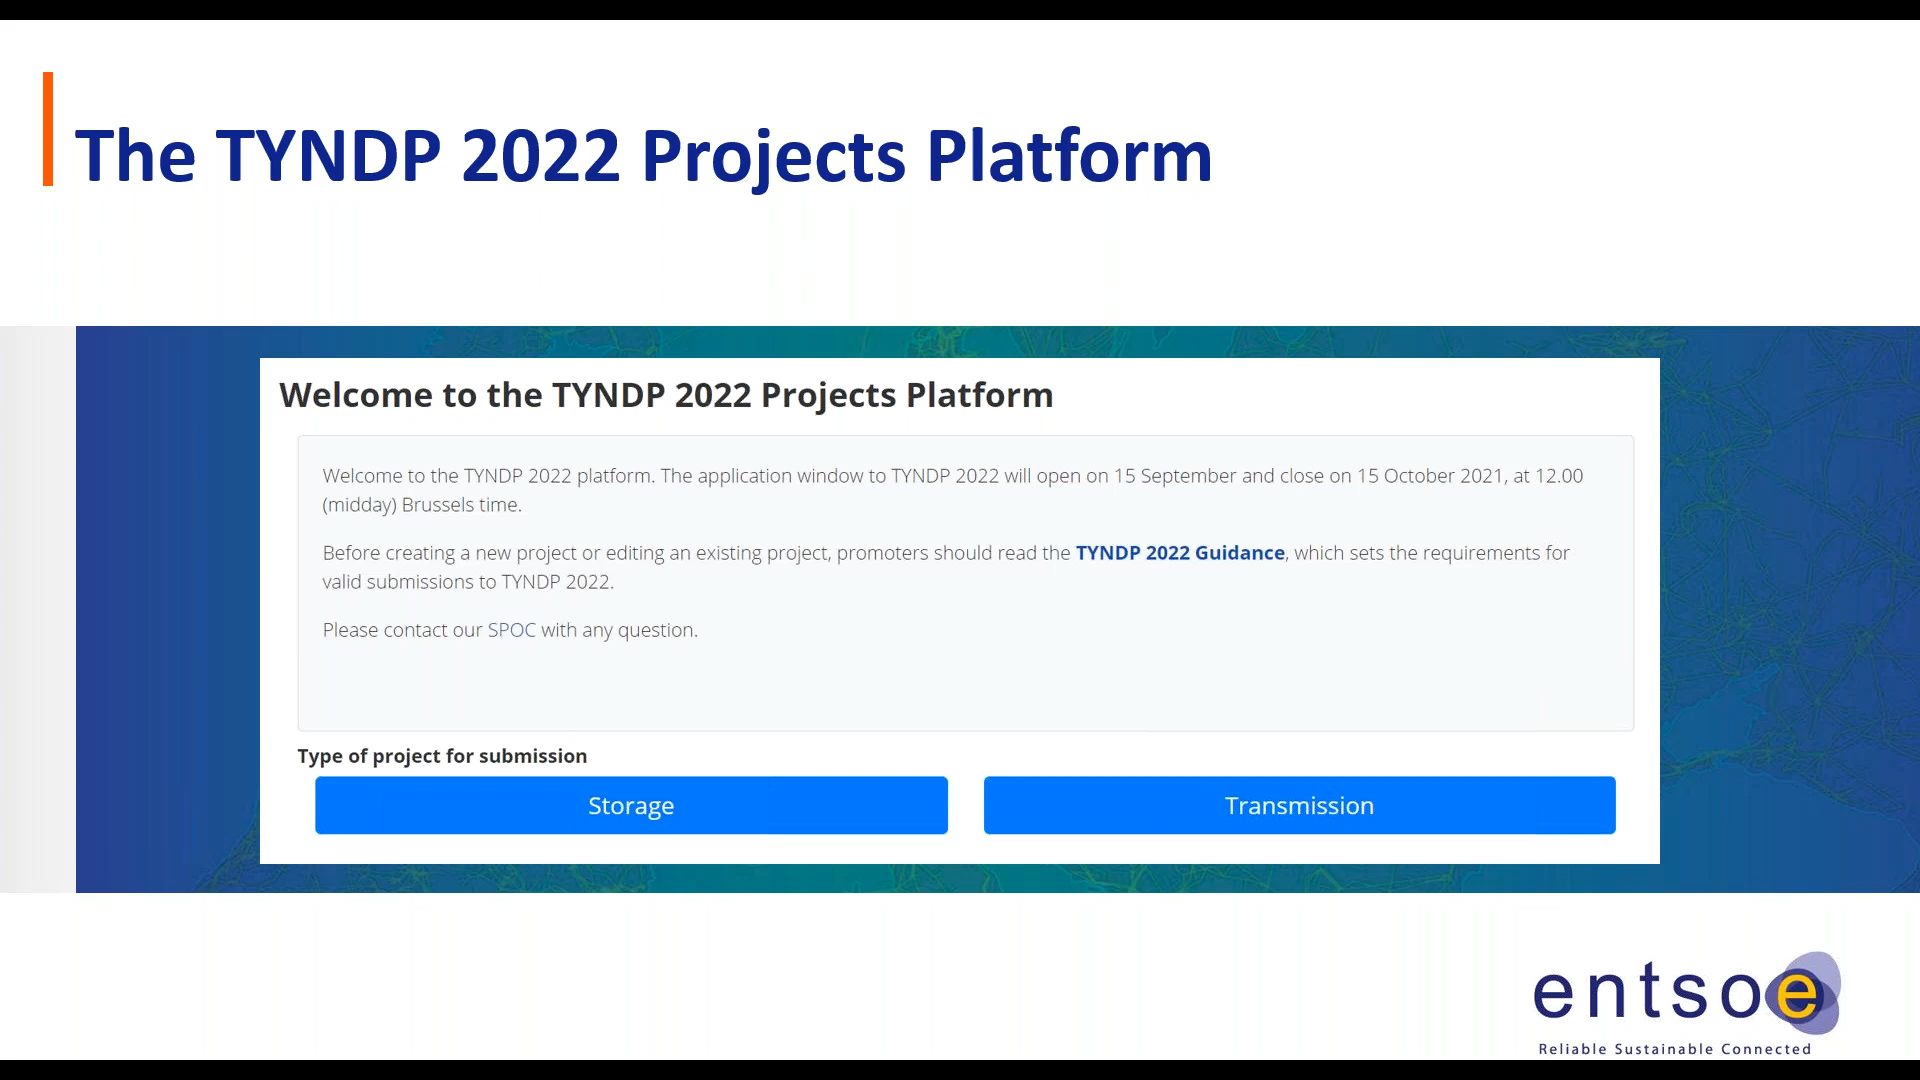 The TYNDP 2022 Projects Platform
Welcome to the TYNDP 2022 Projects Platform
Welcome to the TYNDP 2022 platform. The application window to TYNDP 2022 will open on 15 September and close on 15 October 2021, at 12.00
(midday) Brussels time.
Before creating a new project or editing an existing project, promoters should read the TYNDP 2022 Guidance, which sets the requirements for
valid submissions to TYNDP 2022.
Please contact our SPOC with any question.
Type of project for submission
Storage
Transmission
entsoe
Reliable Sustainable Connected